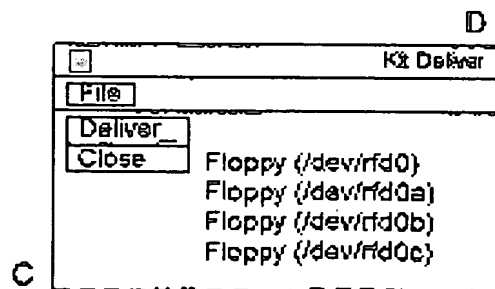 D
Kit Deliver
File
Deliver_
Close
Floppy (/dev/rfd0)
Floppy (/dev/rfd0a)
Floppy (/dev/rfd0b)
Floppy (/dev/rfd0c)
C